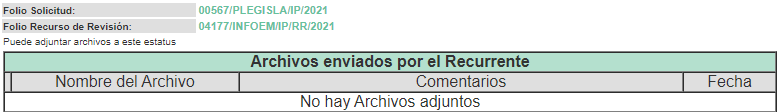 Folio Solicitud: 00567/PLEGISLA/IP/2021
Folio Recurso de Revisión: 04177/INFOEM/IP/RR/2021
Puede adjuntar archivos a este estatus
Archivos enviados por el Recurrente
Nombre del Archivo Comentarios Fecha
No hay Archivos adjuntos